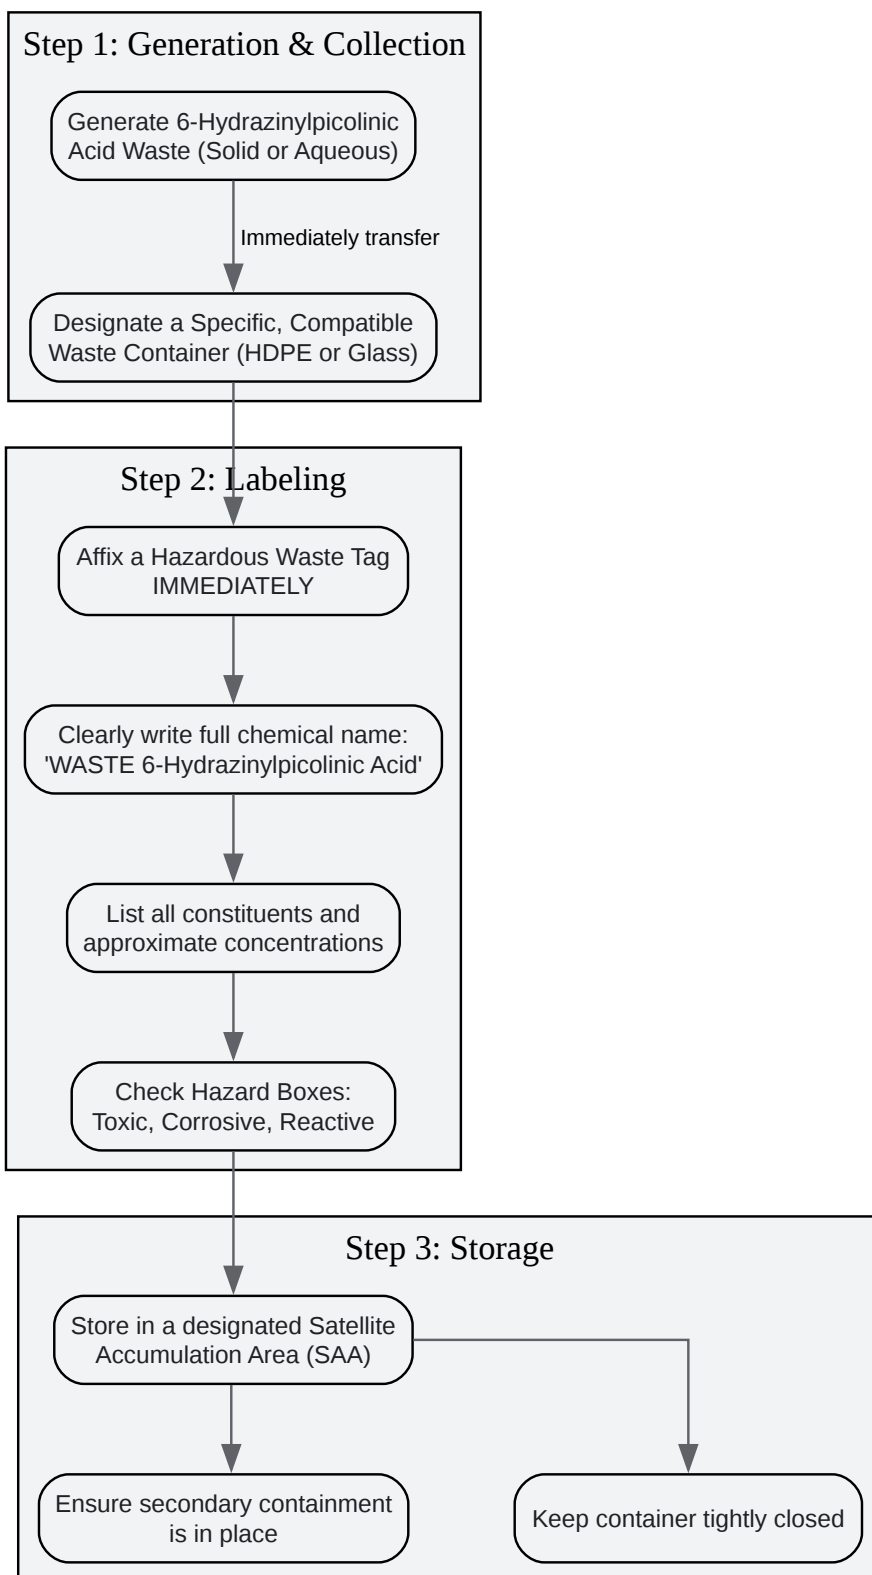 Step 1: Generation & Collection
Generate 6-Hydrazinylpicolinic
Acid Waste (Solid or Aqueous)
Immediately transfer
Designate a Specific, Compatible
Waste Container (HDPE or Glass)
Step 2: Labeling
Affix a Hazardous Waste Tag
IMMEDIATELY
Clearly write full chemical name:
'WASTE 6-Hydrazinylpicolinic Acid'
List all constituents and
approximate concentrations
Check Hazard Boxes:
Toxic, Corrosive, Reactive
Step 3: Storage
Store in a designated Satellite
Accumulation Area (SAA)
Ensure secondary containment
is in place
Keep container tightly closed